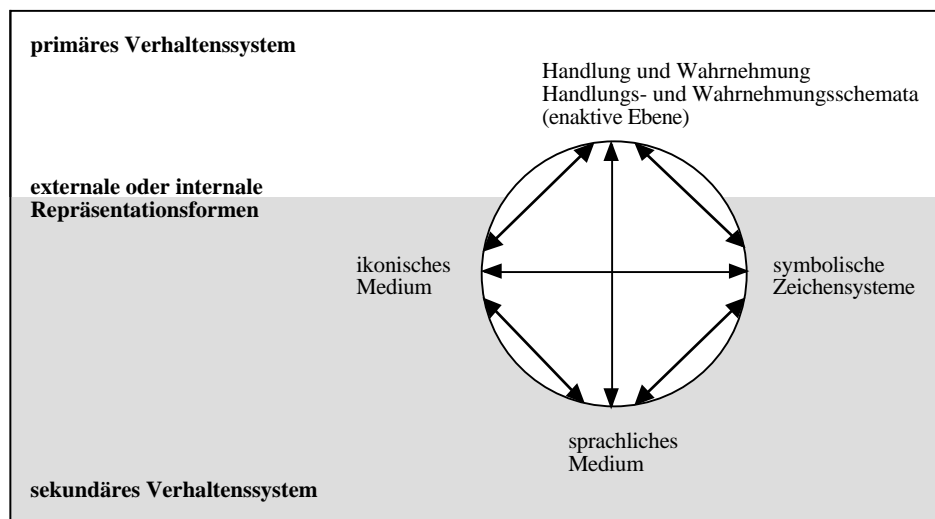 primäres Verhaltenssystem
Handlung und Wahrnehmung
Handlungs- und Wahrnehmungsschemata
(enaktive Ebene)
externale oder internale
Repräsentationsformen
ikonisches
Medium
symbolische
Zeichensysteme
sprachliches
Medium
sekundäres Verhaltenssystem